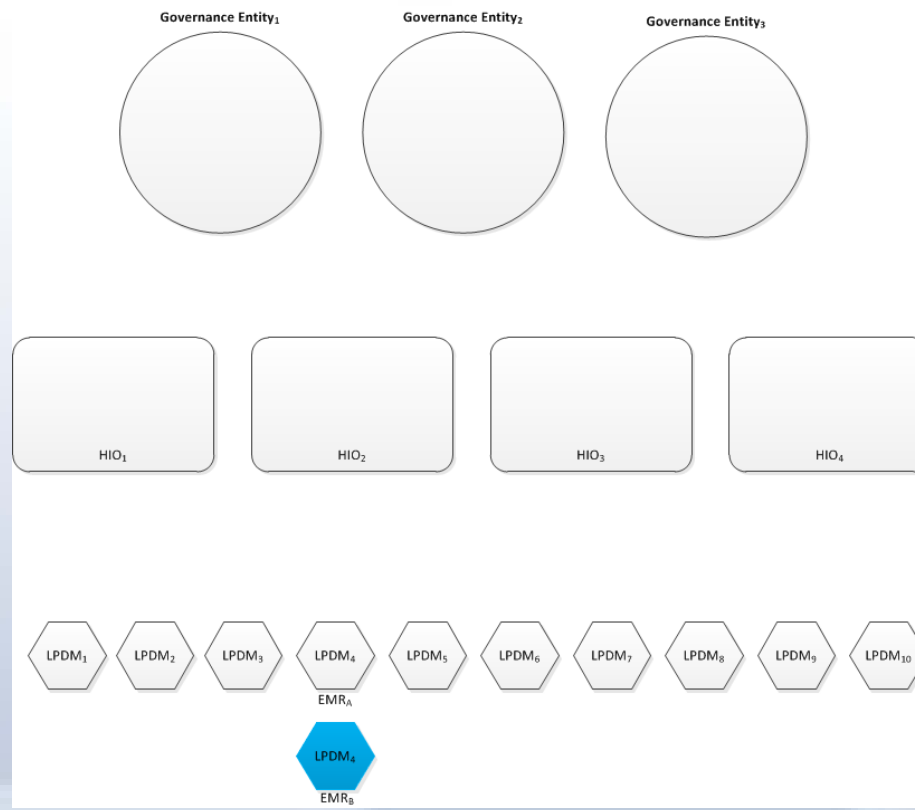 Governance Entity₁ Governance Entity₂ Governance Entity₃
HIO₁ HIO₂ HIO₃ HIO₄
LPDM₁ LPDM₂ LPDM₃ LPDM₄ LPDM₅ LPDM₆ LPDM₇ LPDM₈ LPDM₉ LPDM₁₀
EMR_A
LPDM₄
EMR_B